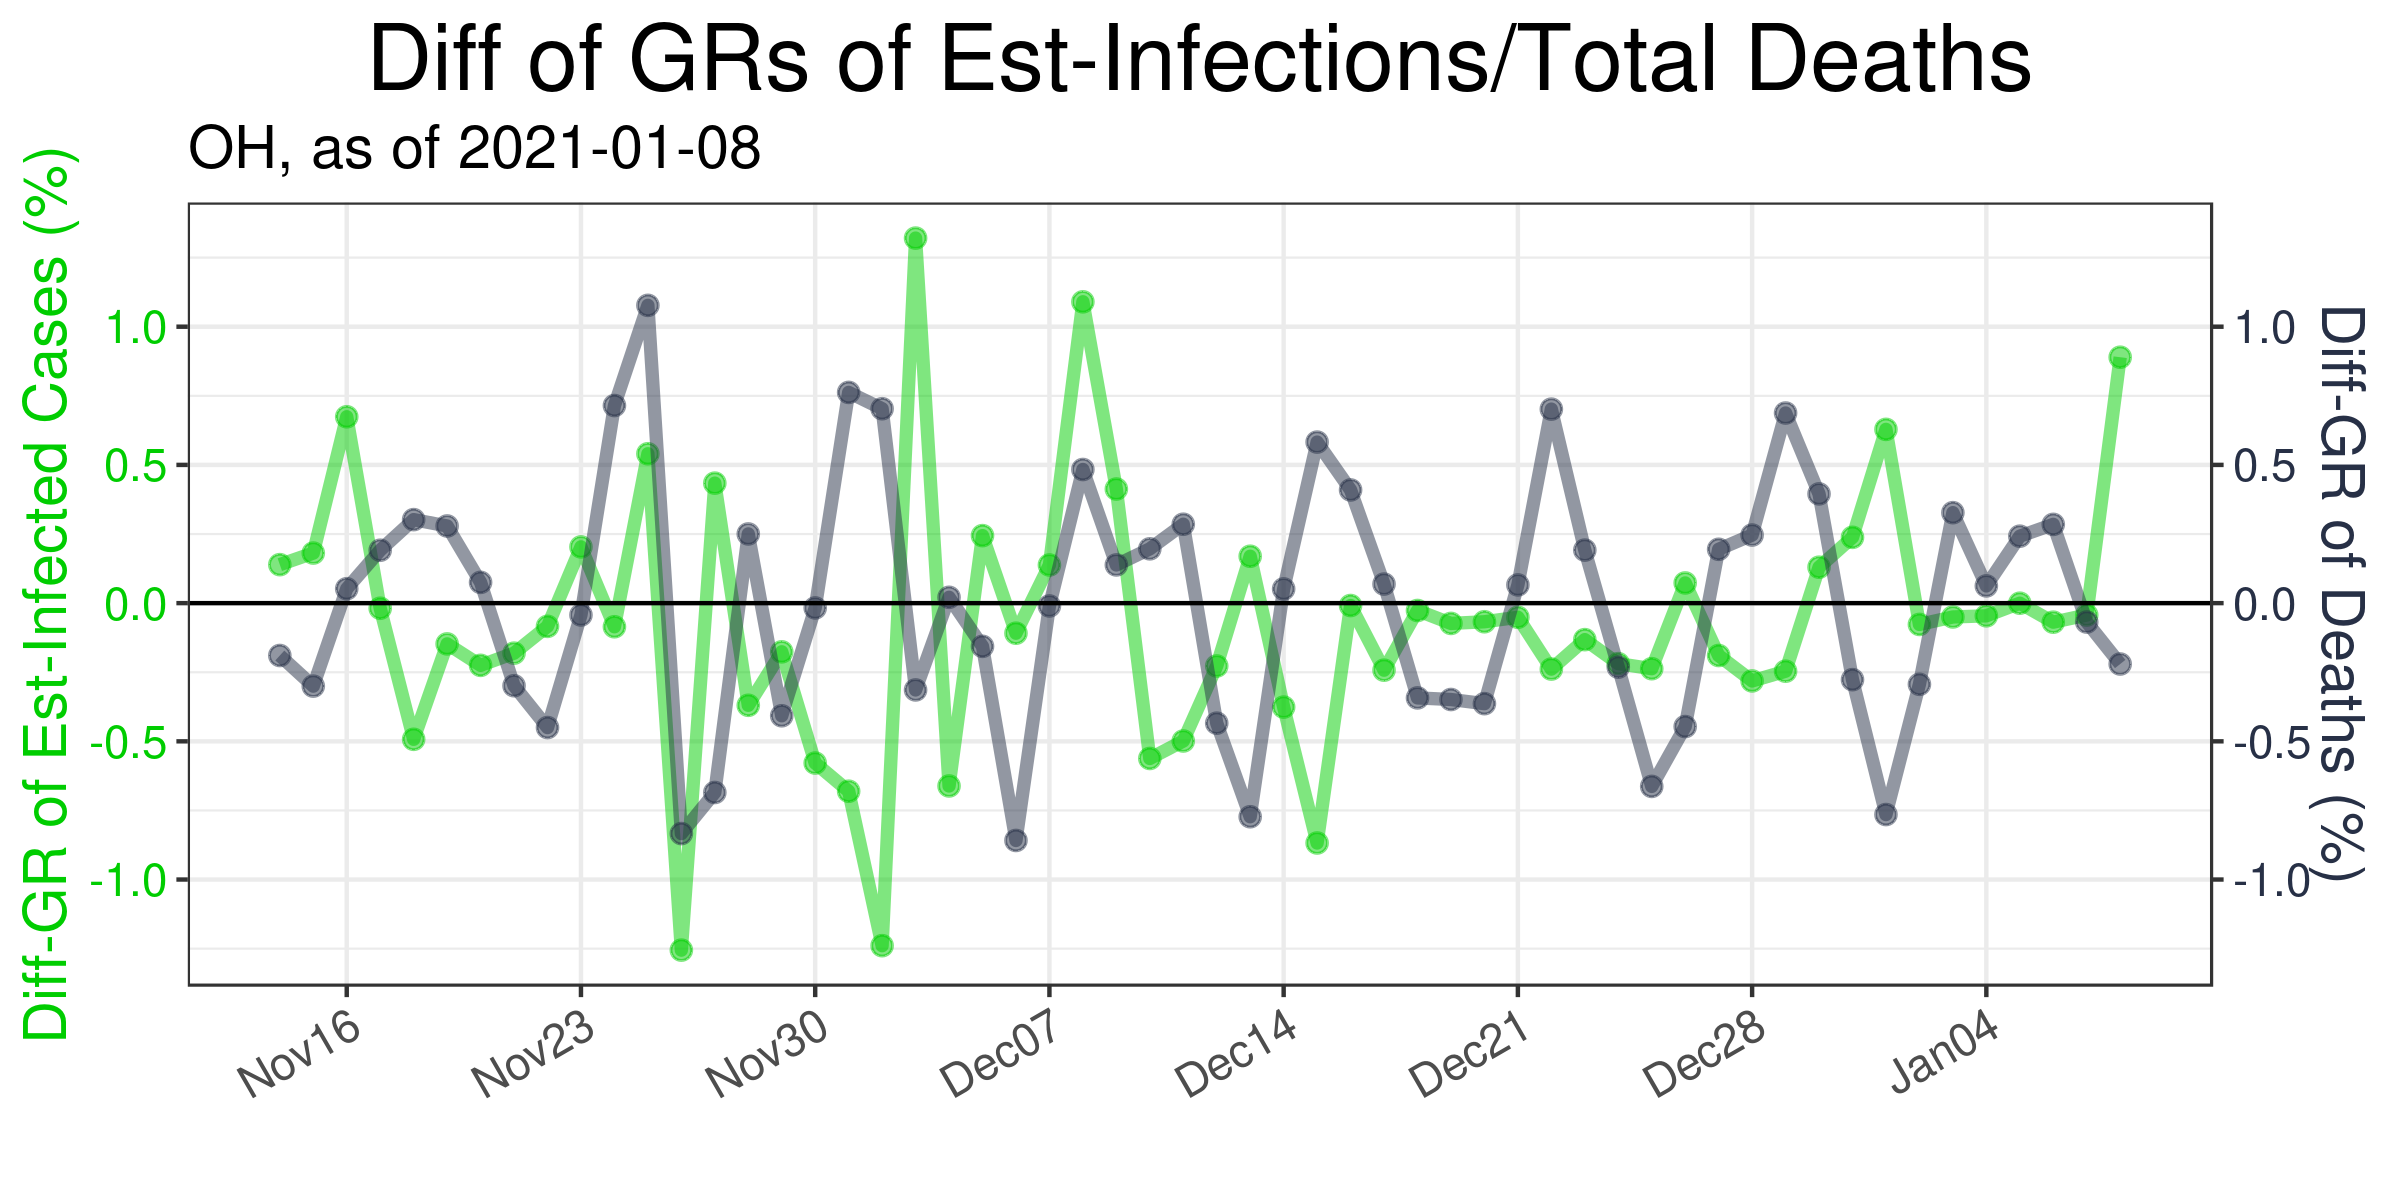 Diff of GRs of Est-Infections/Total Deaths
OH, as of 2021-01-08
Diff-GR of Est-Infected Cases (%)
1.0
0.5
0.0
-0.5
-1.0
1.0
0.5
0.0
-0.5
-1.0
Diff-GR of Deaths (%)
Nov16 Nov23 Nov30 Dec07 Dec14 Dec21 Dec28 Jan04